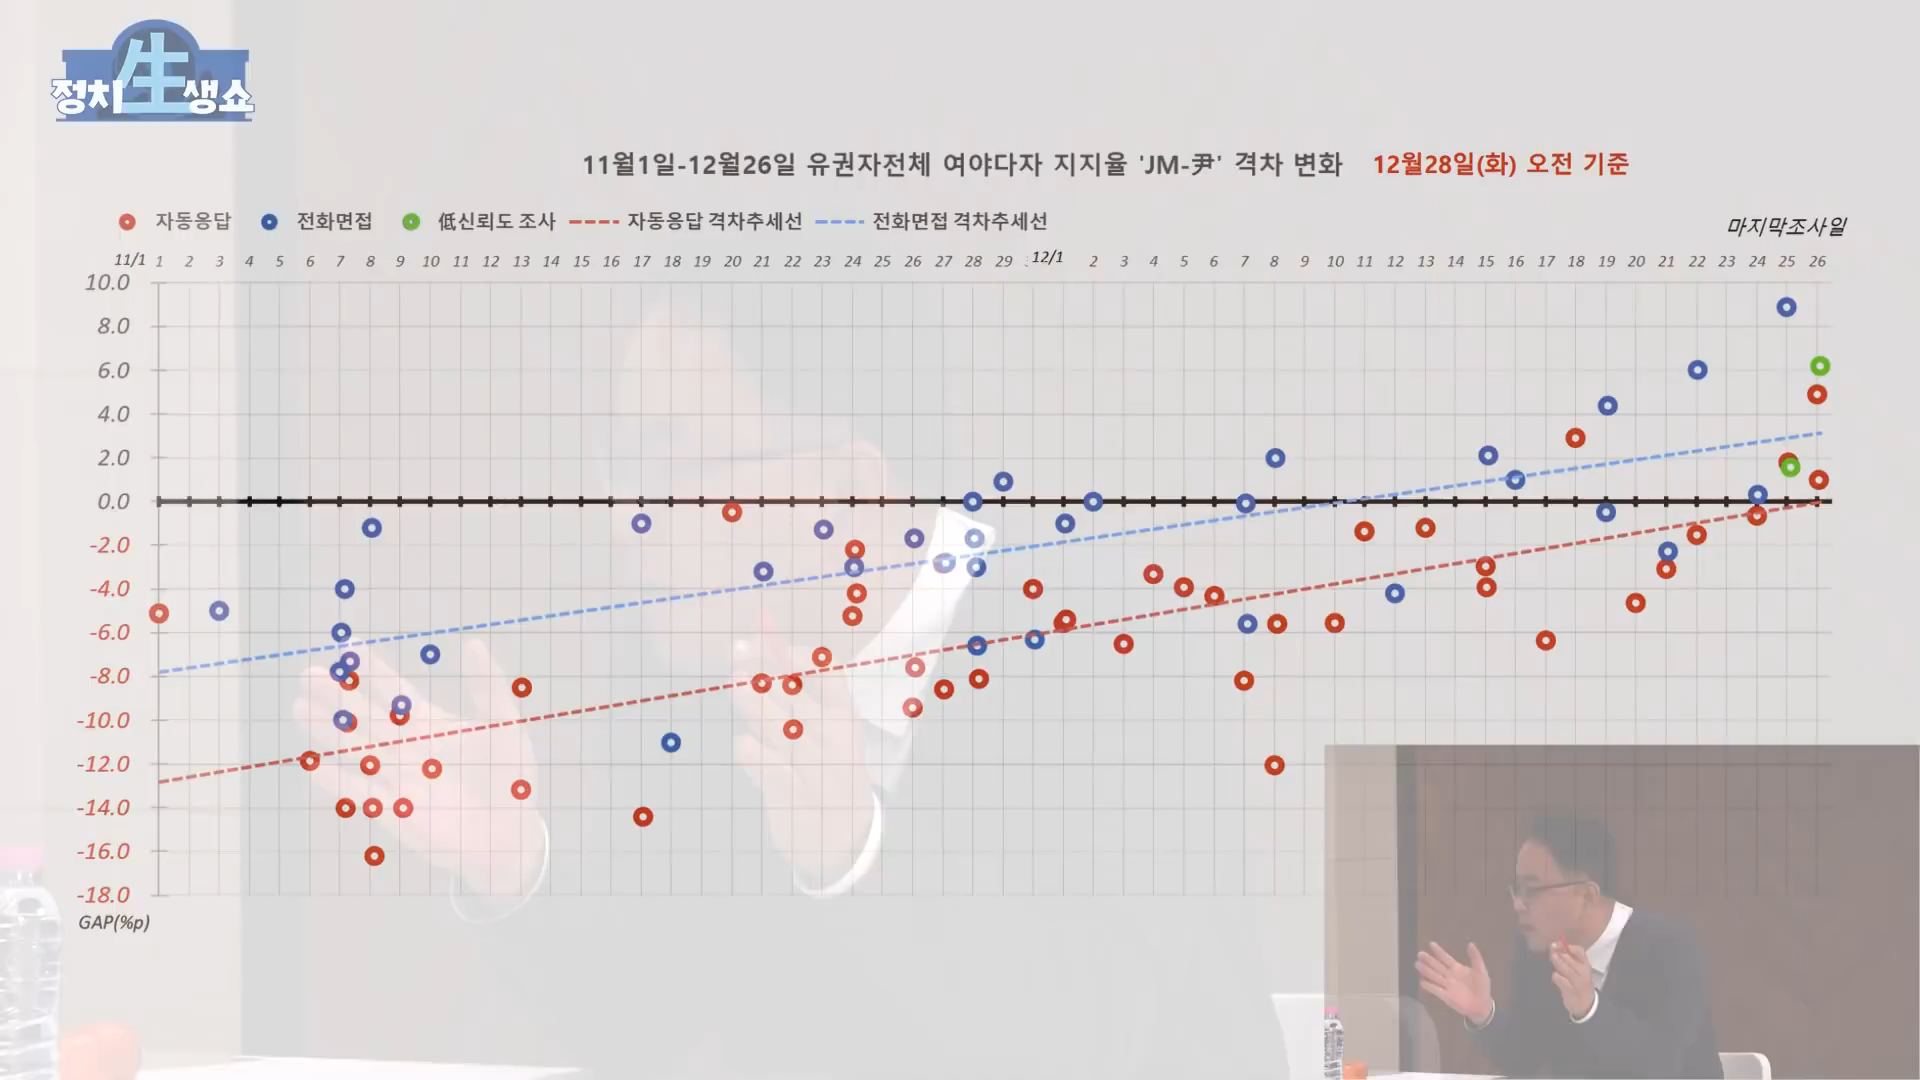 정치生생쇼
11월1일-12월26일 유권자전체 여야다자 지지율 'JM-尹' 격차 변화 12월28일(화) 오전 기준
자동응답 전화면접 低신뢰도 조사 자동응답 격차추세선 전화면접 격차추세선
마지막조사일
11/1 1 2 3 4 5 6 7 8 9 10 11 12 13 14 15 16 17 18 19 20 21 22 23 24 25 26 27 28 29 12/1 2 3 4 5 6 7 8 9 10 11 12 13 14 15 16 17 18 19 20 21 22 23 24 25 26
10.0
8.0
6.0
4.0
2.0
0.0
-2.0
-4.0
-6.0
-8.0
-10.0
-12.0
-14.0
-16.0
-18.0
GAP(%p)